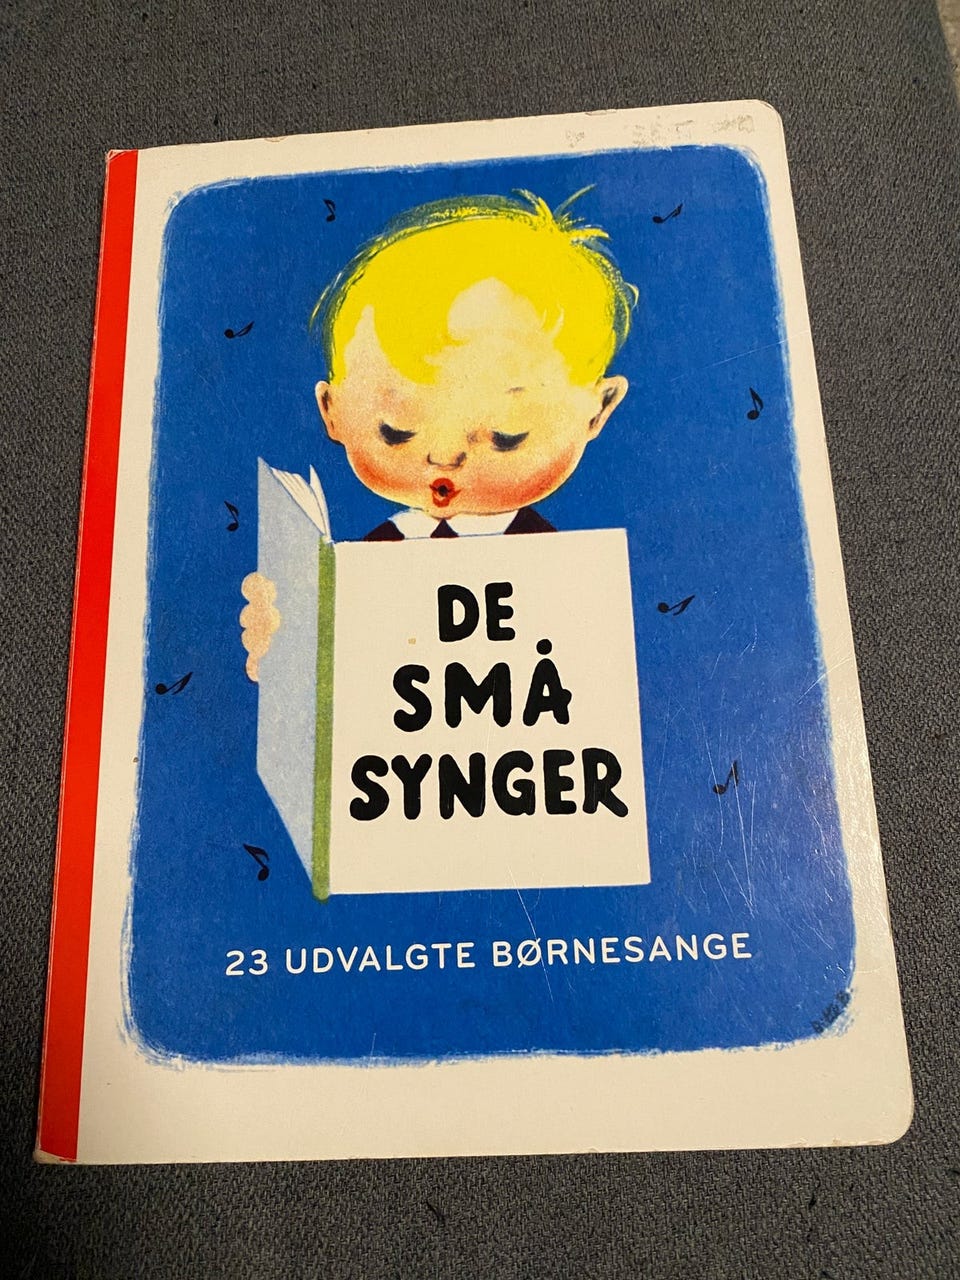 DE
SMÅ
SYNGER
23 UDVALGTE BØRNESANGE